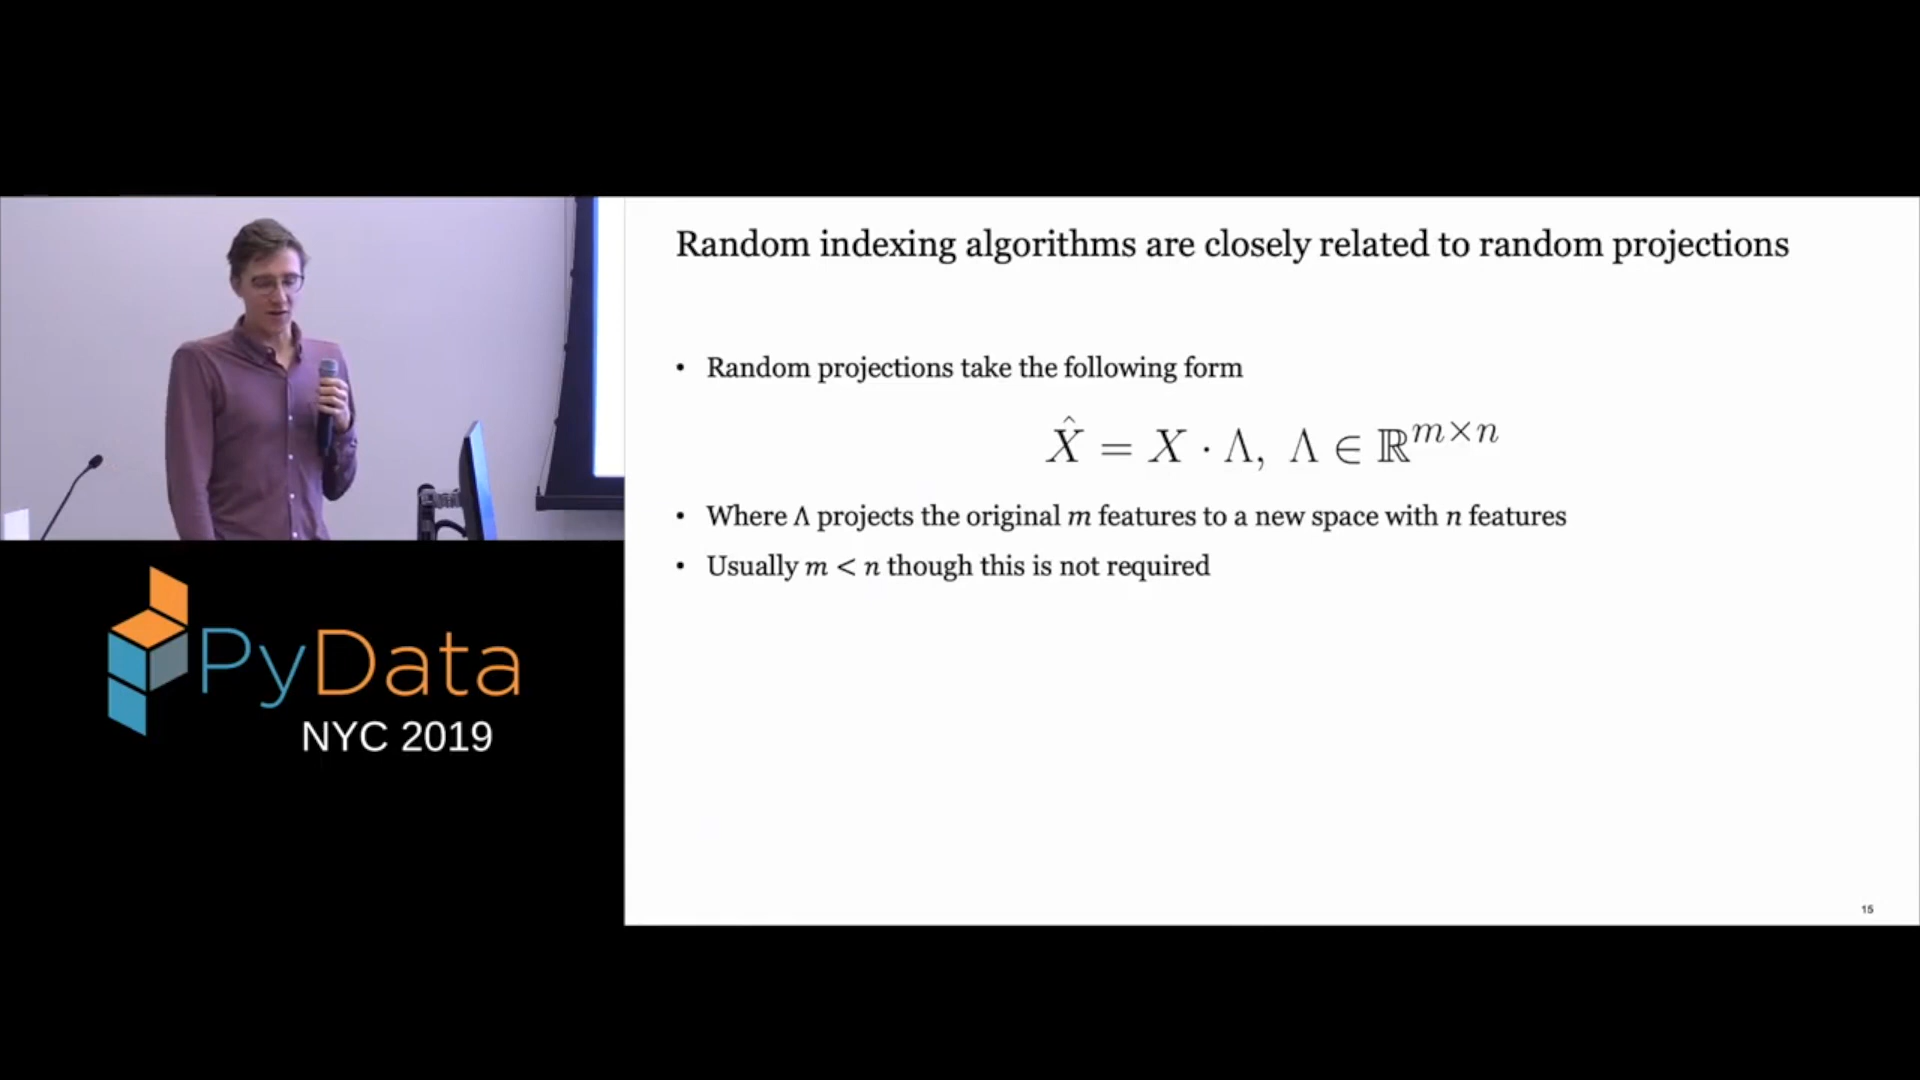 Random indexing algorithms are closely related to random projections
• Random projections take the following form
X̂ = X · Λ, Λ ∈ ℝ^{m×n}
• Where Λ projects the original m features to a new space with n features
• Usually m < n though this is not required
15
PyData
NYC 2019